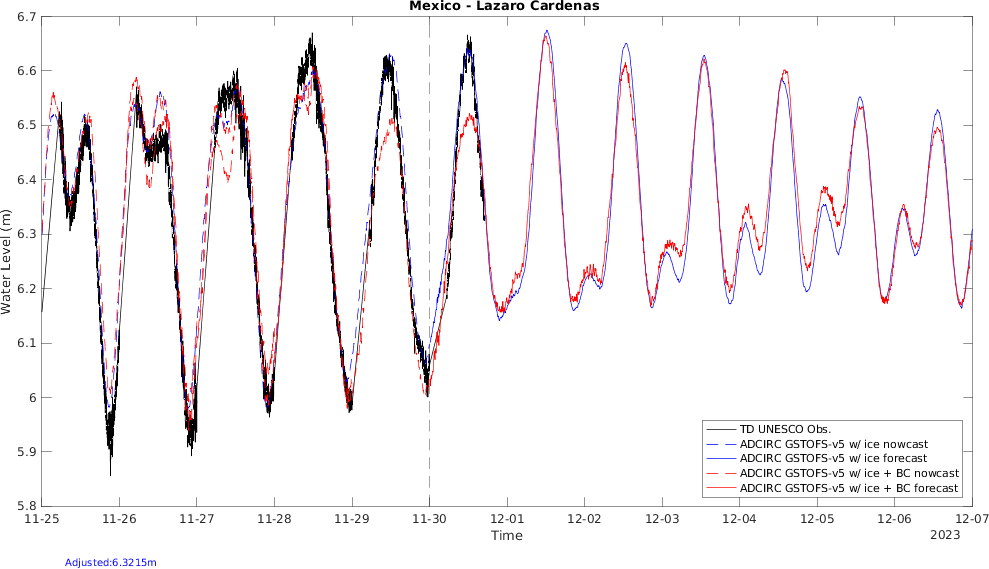 Mexico - Lazaro Cardenas
Water Level (m)
6.7
6.6
6.5
6.4
6.3
6.2
6.1
6
5.9
5.8
TD UNESCO Obs.
ADCIRC GSTOFS-v5 w/ ice nowcast
ADCIRC GSTOFS-v5 w/ ice forecast
ADCIRC GSTOFS-v5 w/ ice + BC nowcast
ADCIRC GSTOFS-v5 w/ ice + BC forecast
11-25 11-26 11-27 11-28 11-29 11-30 12-01 12-02 12-03 12-04 12-05 12-06 12-07
Time
2023
Adjusted:6.3215m